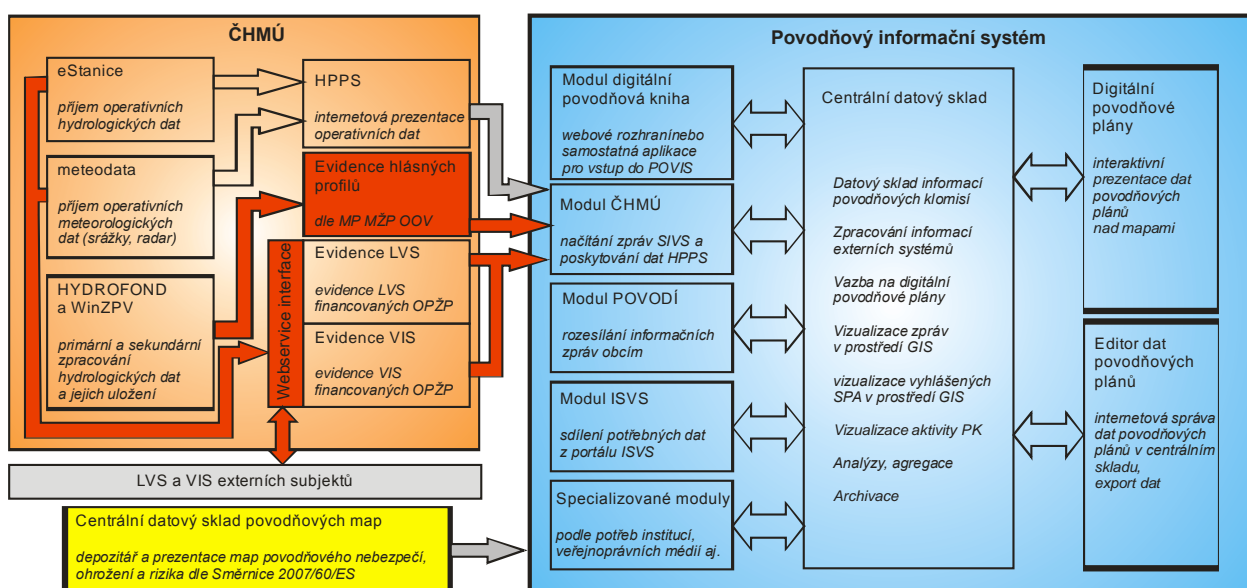 ČHMÚ
eStanice
příjem operativních
hydrologických dat
meteodata
příjem operativních
meteorologických
dat (srážky, radar)
HYDROFOND
a WinZPV
primární a sekundární
zpracování
hydrologických dat
a jejich uložení
HPPS
internetová prezentace
operativních dat
Evidence hlásných
profilů
dle MP MŽP OOV
Webservice interface
Evidence LVS
evidence LVS
financovaných OPŽP
Evidence VIS
evidence VIS
financovaných OPŽP
LVS a VIS externích subjektů
Centrální datový sklad povodňových map
depozitář a prezentace map povodňového nebezpečí,
ohrožení a rizika dle Směrnice 2007/60/ES
Povodňový informační systém
Modul digitální
povodňová kniha
webové rozhranínebo
samostatná aplikace
pro vstup do POVIS
Modul ČHMÚ
načítání zpráv SIVS a
poskytování dat HPPS
Modul POVODÍ
rozesílání informačních
zpráv obcím
Modul ISVS
sdílení potřebných dat
z portálu ISVS
Specializované moduly
podle potřeb institucí,
veřejnoprávních médií aj.
Centrální datový sklad
Datový sklad informací
povodňových klomisí
Zpracování informací
externích systémů
Vazba na digitální
povodňové plány
Vizualizace zpráv
v prostředí GIS
vizualizace vyhlášených
SPA v prostředí GIS
Vizualizace aktivity PK
Analýzy, agregace
Archivace
Digitální
povodňové
plány
interaktivní
prezentace dat
povodňových
plánů
nad mapami
Editor dat
povodňových
plánů
internetová správa
dat povodňových
plánů v centrálním
skladu,
export dat